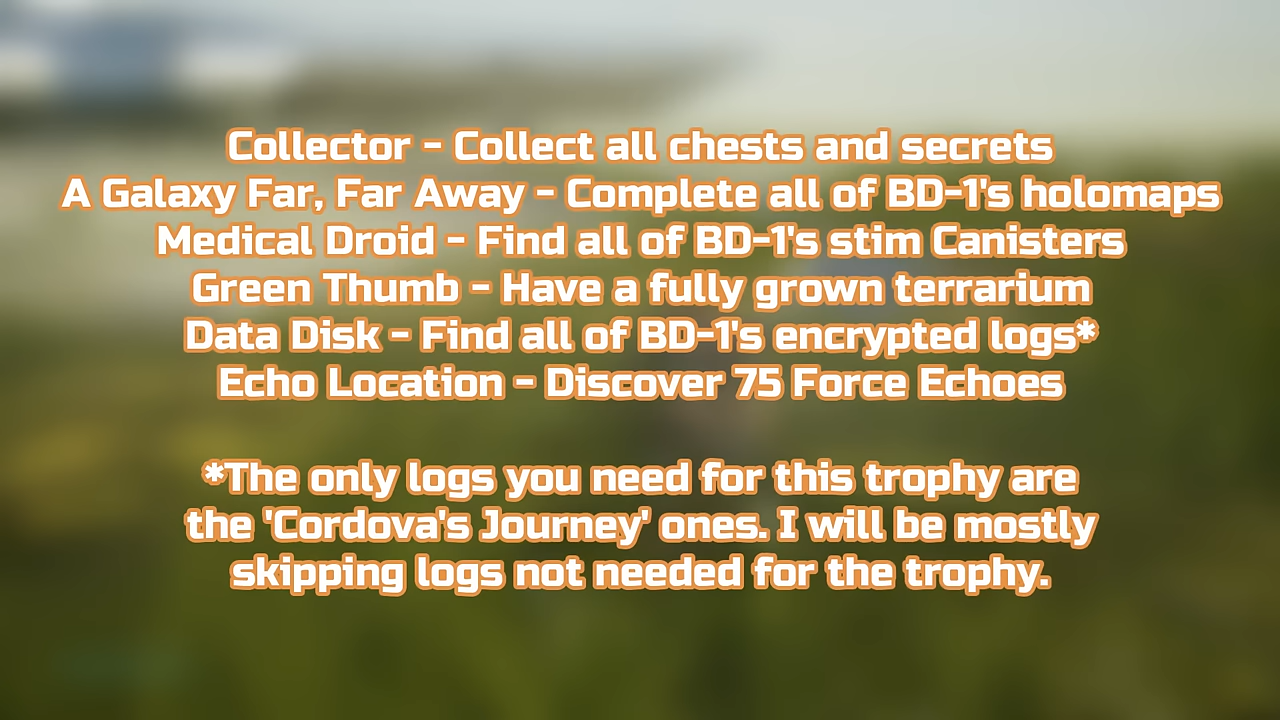 Collector - Collect all chests and secrets
A Galaxy Far, Far Away - Complete all of BD-1's holomaps
Medical Droid - Find all of BD-1's stim Canisters
Green Thumb - Have a fully grown terrarium
Data Disk - Find all of BD-1's encrypted logs*
Echo Location - Discover 75 Force Echoes
*The only logs you need for this trophy are
the 'Cordova's Journey' ones. I will be mostly
skipping logs not needed for the trophy.